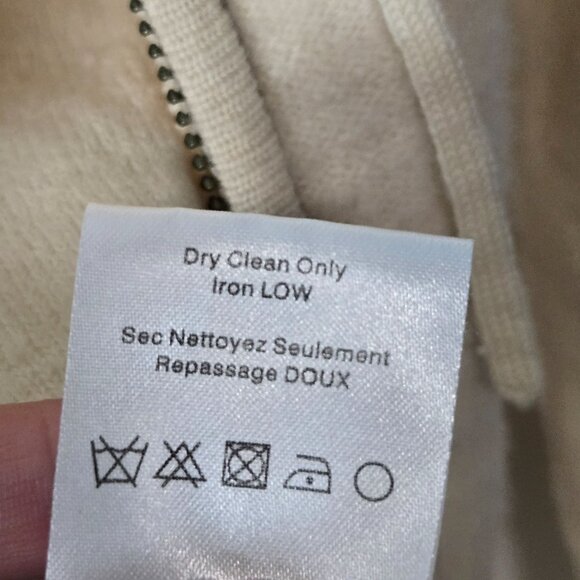 Dry Clean Only
Iron LOW
Sec Nettoyez Seulement
Repassage DOUX